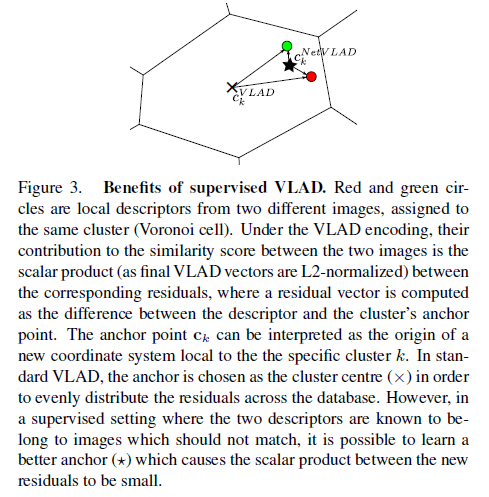 c_k^{NetVLAD}
c_k^{VLAD}
Figure 3. Benefits of supervised VLAD. Red and green cir-
cles are local descriptors from two different images, assigned to
the same cluster (Voronoi cell). Under the VLAD encoding, their
contribution to the similarity score between the two images is the
scalar product (as final VLAD vectors are L2-normalized) between
the corresponding residuals, where a residual vector is computed
as the difference between the descriptor and the cluster's anchor
point. The anchor point c_k can be interpreted as the origin of a
new coordinate system local to the the specific cluster k. In stan-
dard VLAD, the anchor is chosen as the cluster centre (×) in order
to evenly distribute the residuals across the database. However, in
a supervised setting where the two descriptors are known to be-
long to images which should not match, it is possible to learn a
better anchor (⋆) which causes the scalar product between the new
residuals to be small.